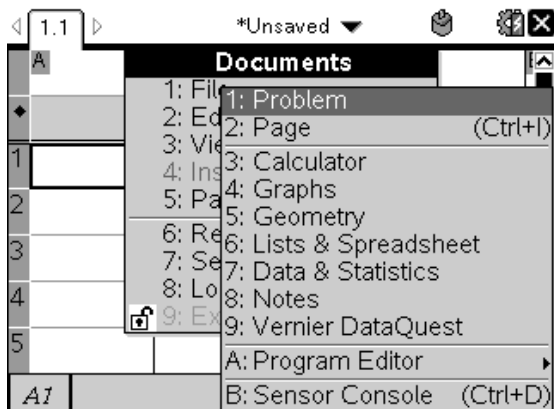 1.1 *Unsaved
A Documents
1: File
2: Ed
3: Vie
4: Ins
5: Pa
6: Re
7: Se
8: Lo
9: Ex
1: Problem
2: Page (Ctrl+I)
3: Calculator
4: Graphs
5: Geometry
6: Lists & Spreadsheet
7: Data & Statistics
8: Notes
9: Vernier DataQuest
A: Program Editor
B: Sensor Console (Ctrl+D)
1
2
3
4
5
A1